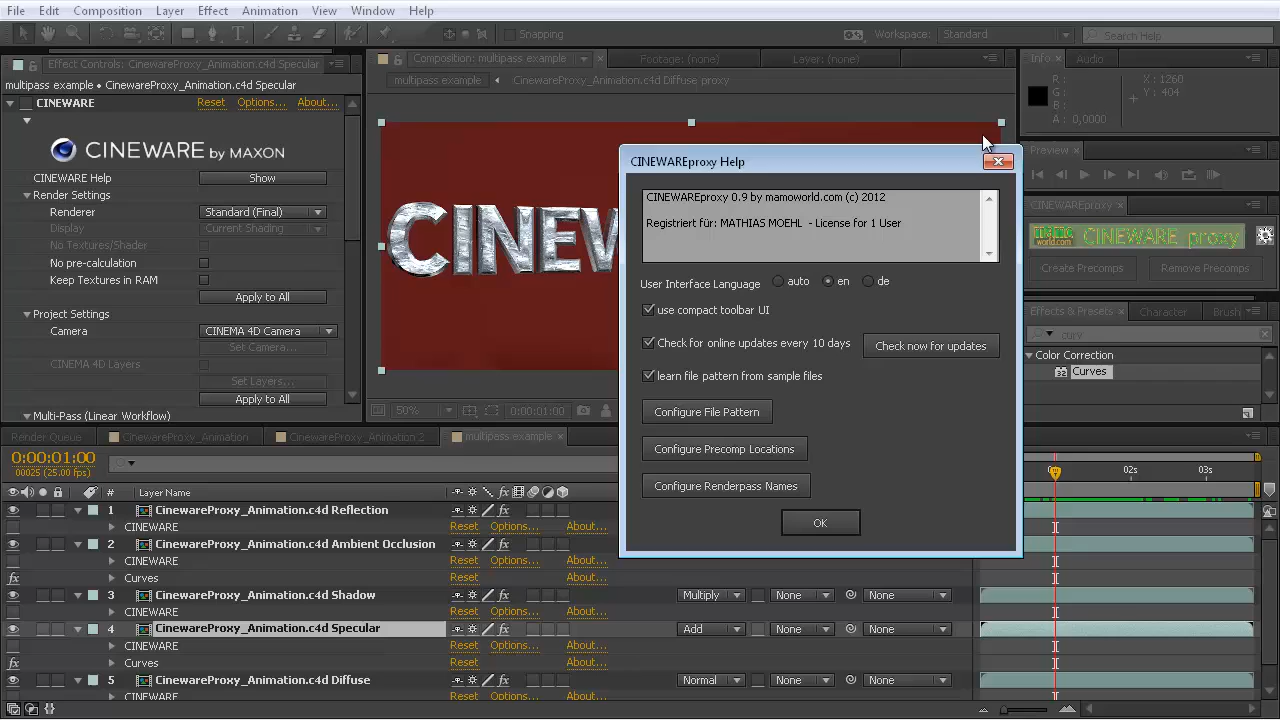 File Edit Composition Layer Effect Animation View Window Help
Snapping Workspace: Standard Search Help
Effect Controls: CinewareProxy_Animation.c4d Specular
multipass example • CinewareProxy_Animation.c4d Specular
CINEWARE Reset Options... About...
CINEWARE by MAXON
CINEWARE Help Show
Render Settings
Renderer Standard (Final)
Display Current Shading
No Textures/Shader
No pre-calculation
Keep Textures in RAM
Apply to All
Project Settings
Camera CINEMA 4D Camera
Set Camera...
CINEMA 4D Layers
Set Layers...
Apply to All
Multi-Pass (Linear Workflow)
Composition: multipass example Footage: (none) Layer: (none)
multipass example CinewareProxy_Animation.c4d Diffuse proxy
CINEW
50% 0:00:01:00
CINEWAREproxy Help
CINEWAREproxy 0.9 by mamoworld.com (c) 2012
Registriert für: MATHIAS MOEHL - License for 1 User
User Interface Language auto en de
use compact toolbar UI
Check for online updates every 10 days Check now for updates
learn file pattern from sample files
Configure File Pattern
Configure Precomp Locations
Configure Renderpass Names
OK
Info Audio
R: X: 1260
G: Y: 404
B:
A: 0,0000
Preview
CINEWAREproxy
mamo world.com CINEWARE proxy
Create Precomps Remove Precomps
Effects & Presets Character Brush
curv
Color Correction
32 Curves
Render Queue CinewareProxy_Animation CinewareProxy_Animation 2 multipass example
0:00:01:00
00025 (25.00 fps)
# Layer Name
02s 03s
1 CinewareProxy_Animation.c4d Reflection
CINEWARE Reset Options... About...
2 CinewareProxy_Animation.c4d Ambient Occlusion
CINEWARE Reset Options... About...
Curves Reset About...
3 CinewareProxy_Animation.c4d Shadow Multiply None None
CINEWARE Reset Options... About...
4 CinewareProxy_Animation.c4d Specular Add None None
CINEWARE Reset Options... About...
Curves Reset About...
5 CinewareProxy_Animation.c4d Diffuse Normal None None
CINEWARE Reset Options... About...